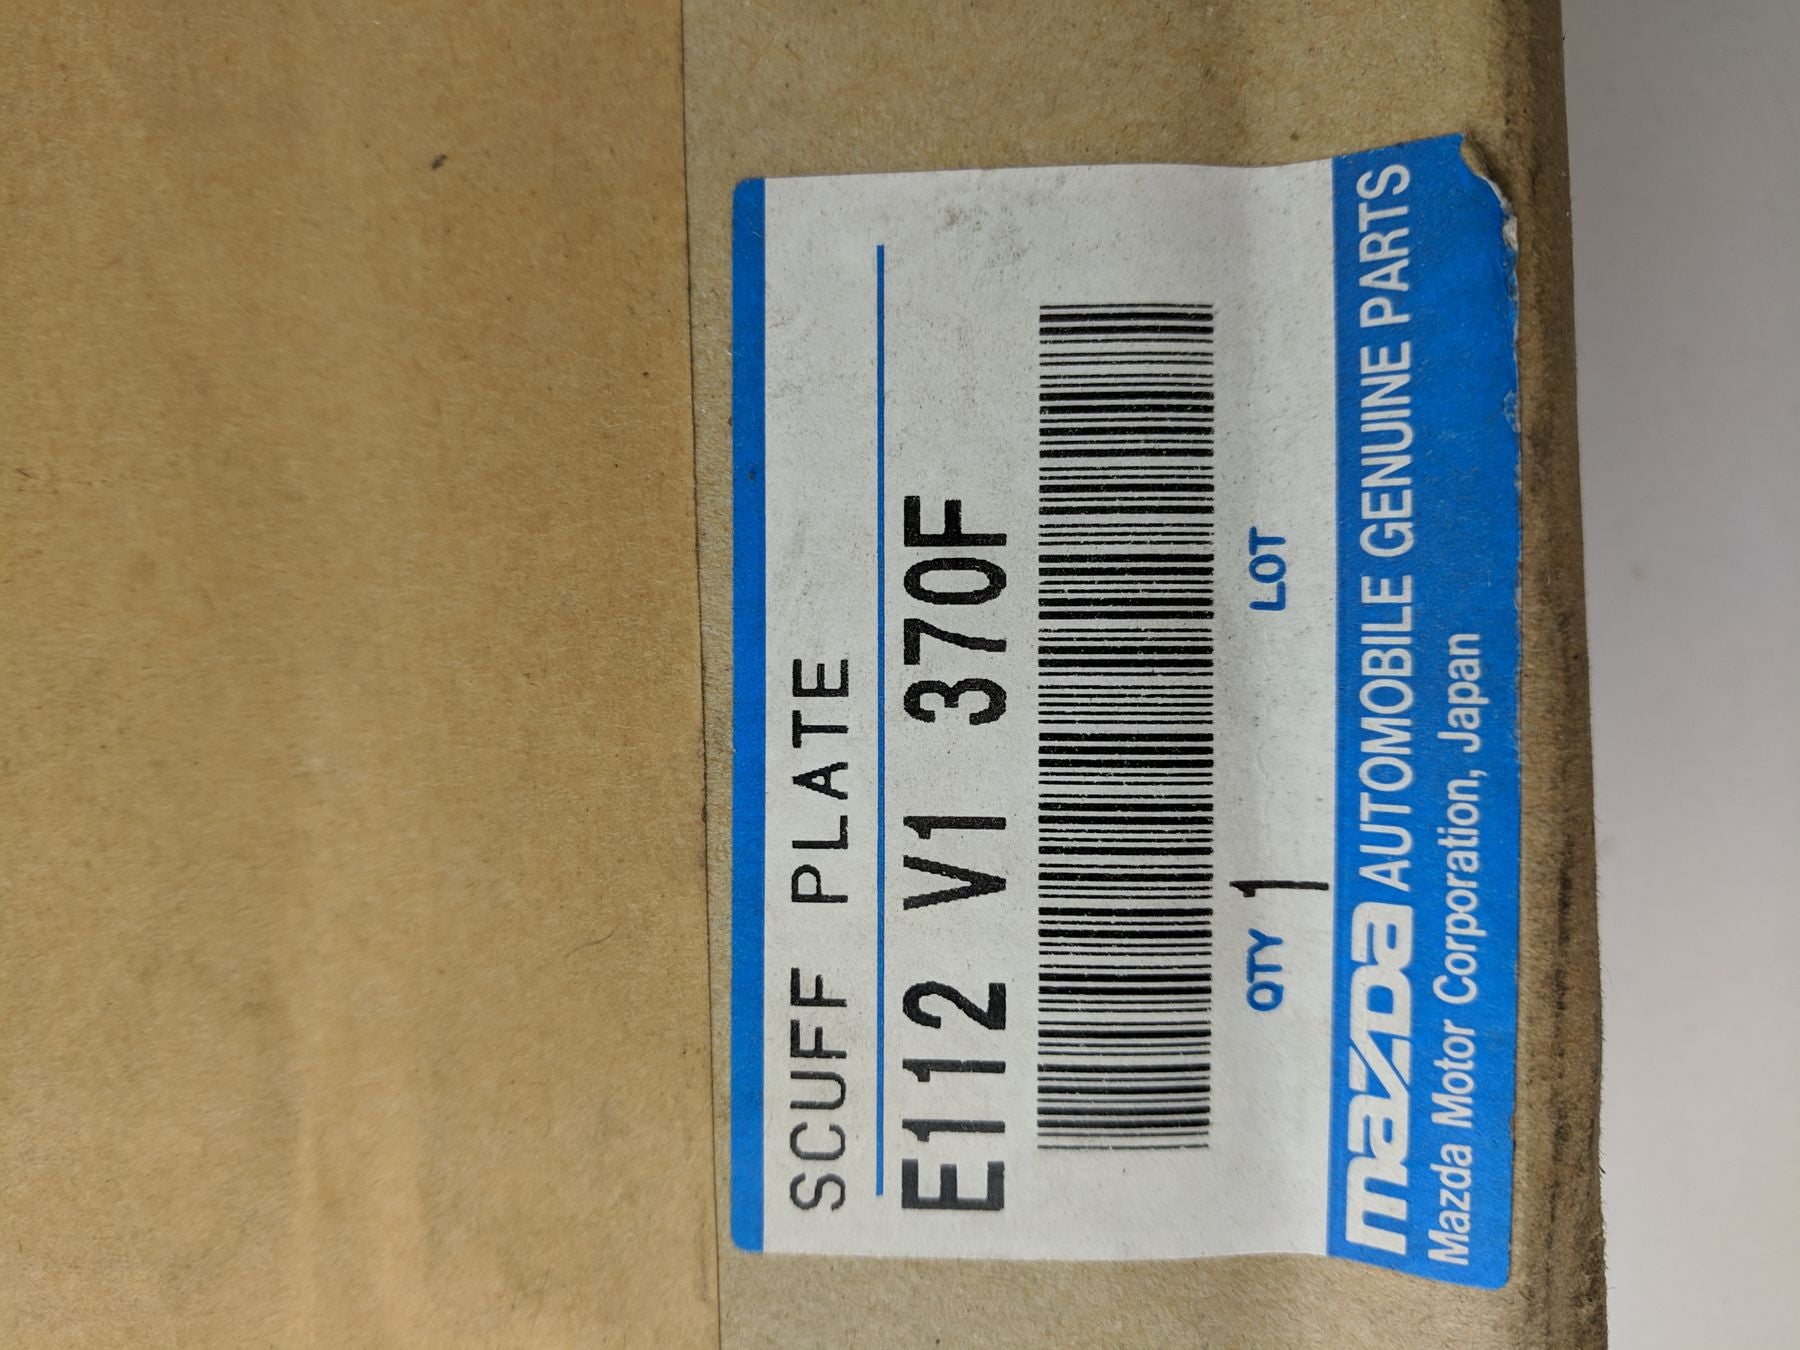 SCUFF PLATE
E112 V1 370F
QTY 1 LOT
mazda AUTOMOBILE GENUINE PARTS
Mazda Motor Corporation, Japan